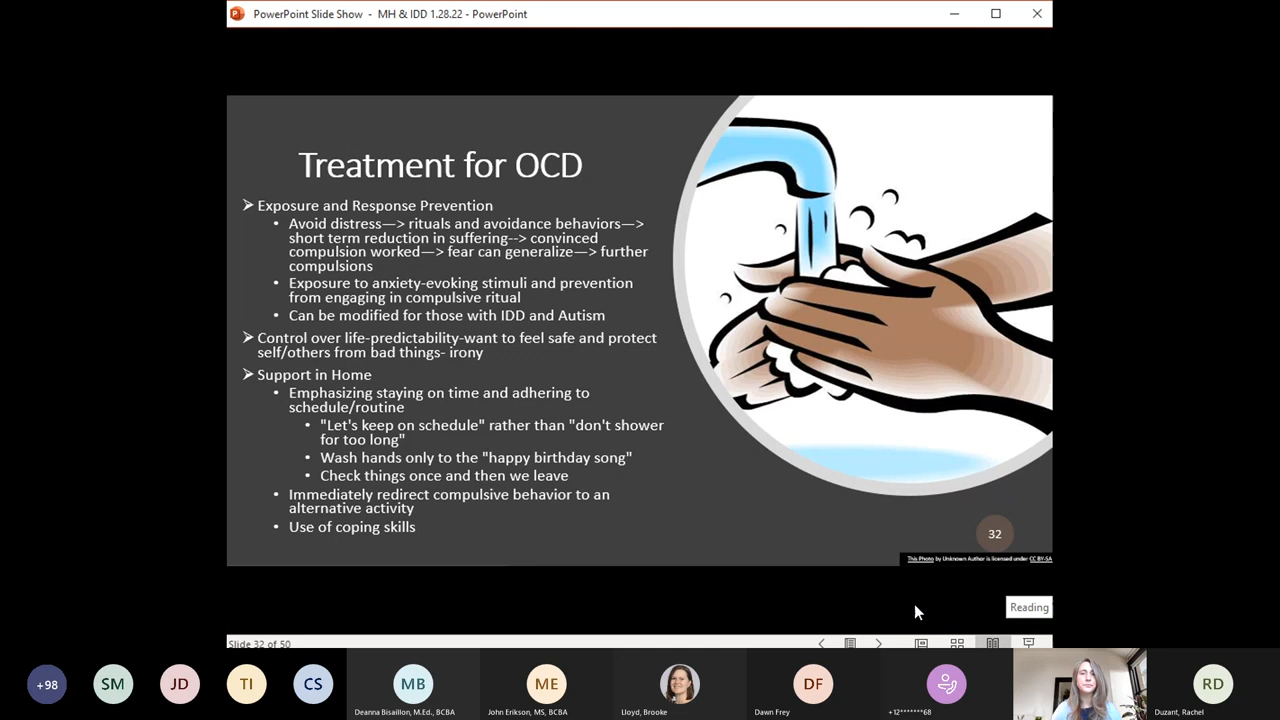 PowerPoint Slide Show - MH & IDD 1.28.22 - PowerPoint
Treatment for OCD
➢ Exposure and Response Prevention
• Avoid distress—> rituals and avoidance behaviors—>
short term reduction in suffering--> convinced
compulsion worked—> fear can generalize—> further
compulsions
• Exposure to anxiety-evoking stimuli and prevention
from engaging in compulsive ritual
• Can be modified for those with IDD and Autism
➢ Control over life-predictability-want to feel safe and protect
self/others from bad things- irony
➢ Support in Home
• Emphasizing staying on time and adhering to
schedule/routine
• "Let's keep on schedule" rather than "don't shower
for too long"
• Wash hands only to the "happy birthday song"
• Check things once and then we leave
• Immediately redirect compulsive behavior to an
alternative activity
• Use of coping skills
32
This Photo by Unknown Author is licensed under CC BY-SA
Reading
Slide 32 of 50
+98
SM
JD
TI
CS
MB
ME
DF
RD
Deanna Bisaillon, M.Ed., BCBA
John Erikson, MS, BCBA
Lloyd, Brooke
Dawn Frey
+12*******68
Duzant, Rachel